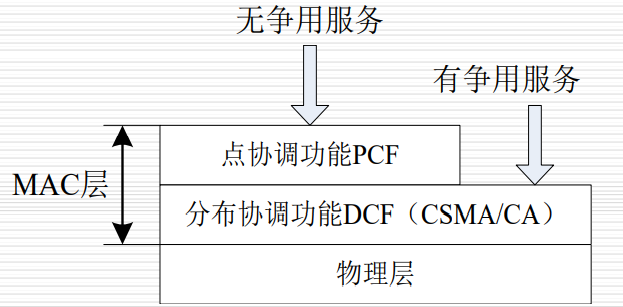 无争用服务
有争用服务
点协调功能PCF
MAC层
分布协调功能DCF（CSMA/CA）
物理层